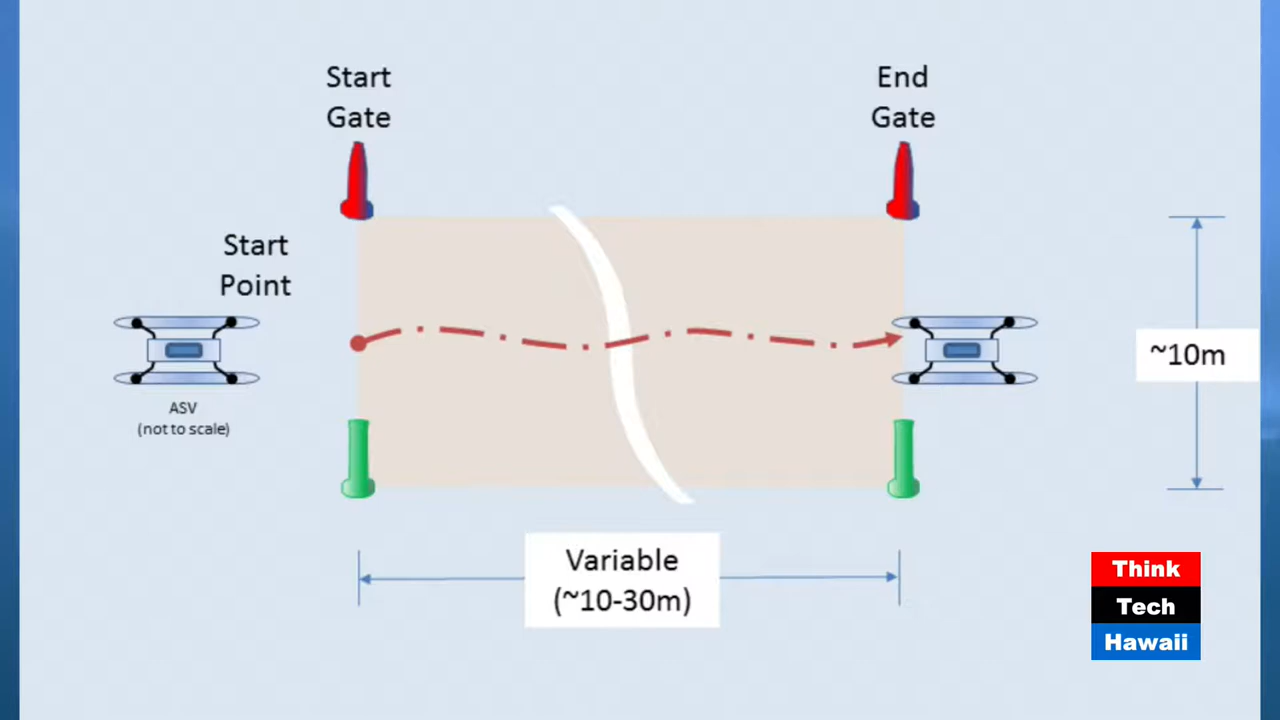 Start
Gate
End
Gate
Start
Point
ASV
(not to scale)
~10m
Variable
(~10-30m)
Think
Tech
Hawaii